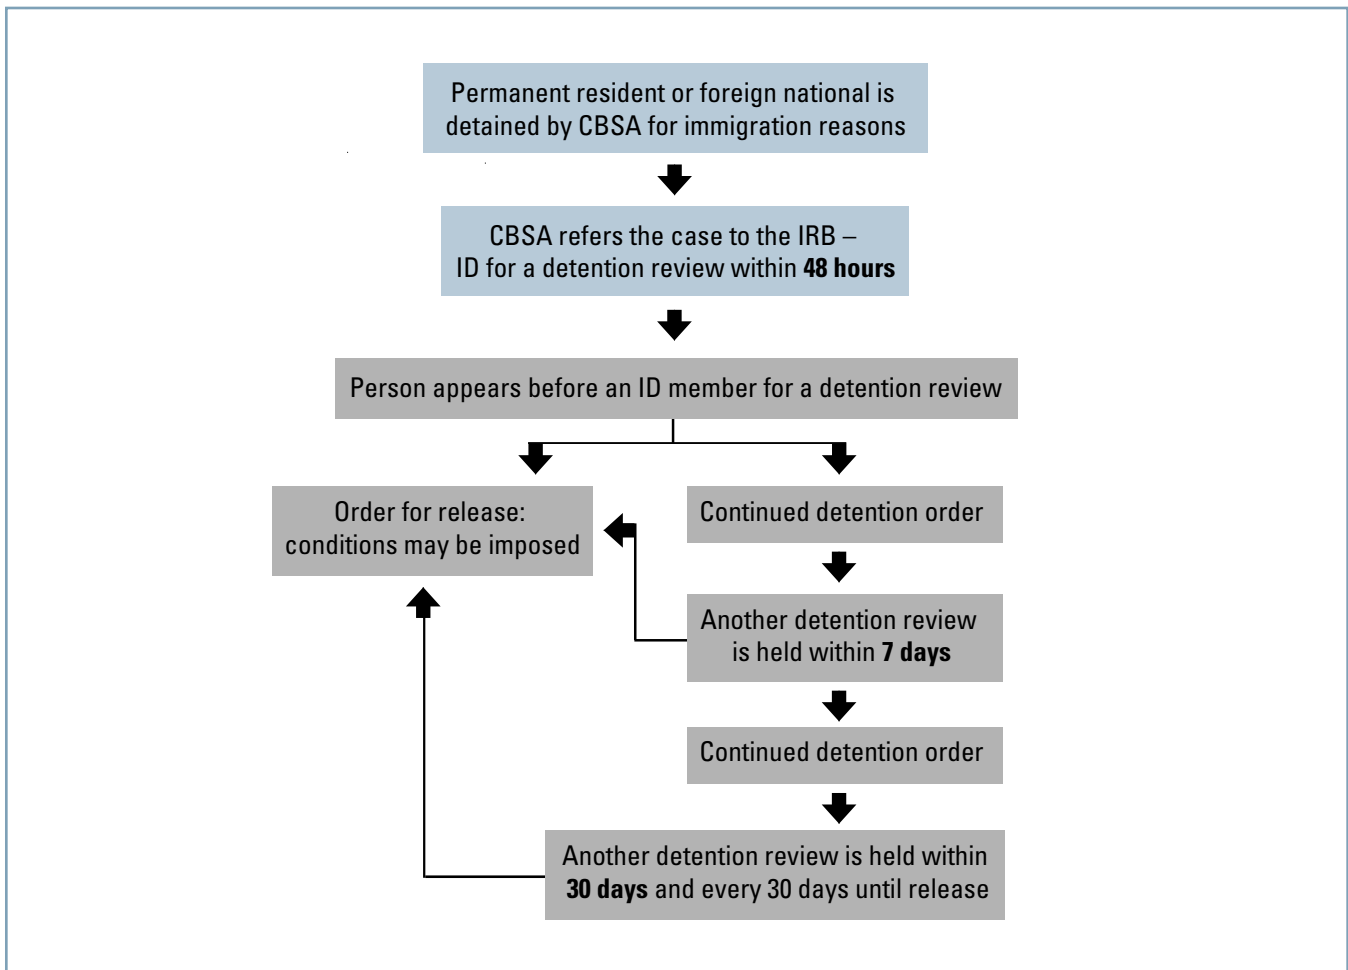 Permanent resident or foreign national is
detained by CBSA for immigration reasons
CBSA refers the case to the IRB –
ID for a detention review within 48 hours
Person appears before an ID member for a detention review
Order for release:
conditions may be imposed
Continued detention order
Another detention review
is held within 7 days
Continued detention order
Another detention review is held within
30 days and every 30 days until release